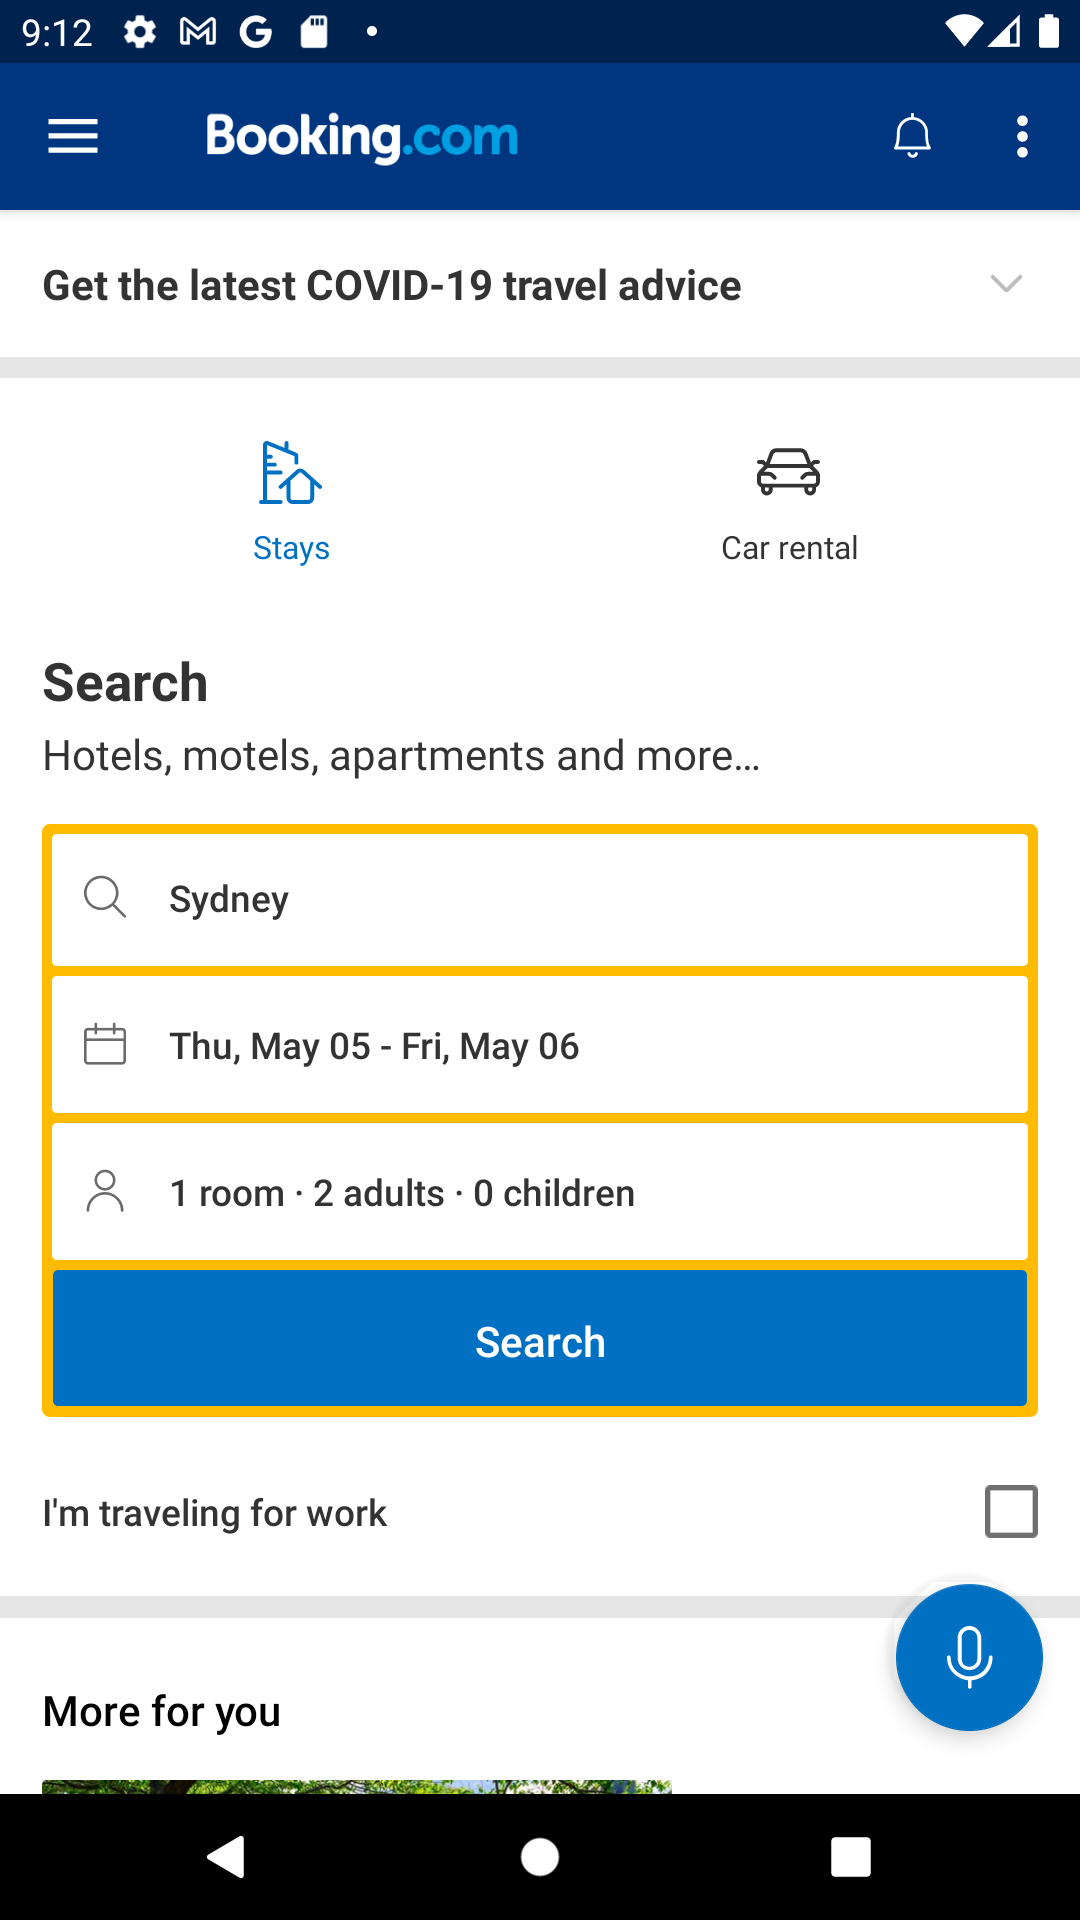 9:12
Booking.com
Get the latest COVID-19 travel advice
Stays
Car rental
Search
Hotels, motels, apartments and more...
Sydney
Thu, May 05 - Fri, May 06
1 room · 2 adults · 0 children
Search
I'm traveling for work
More for you